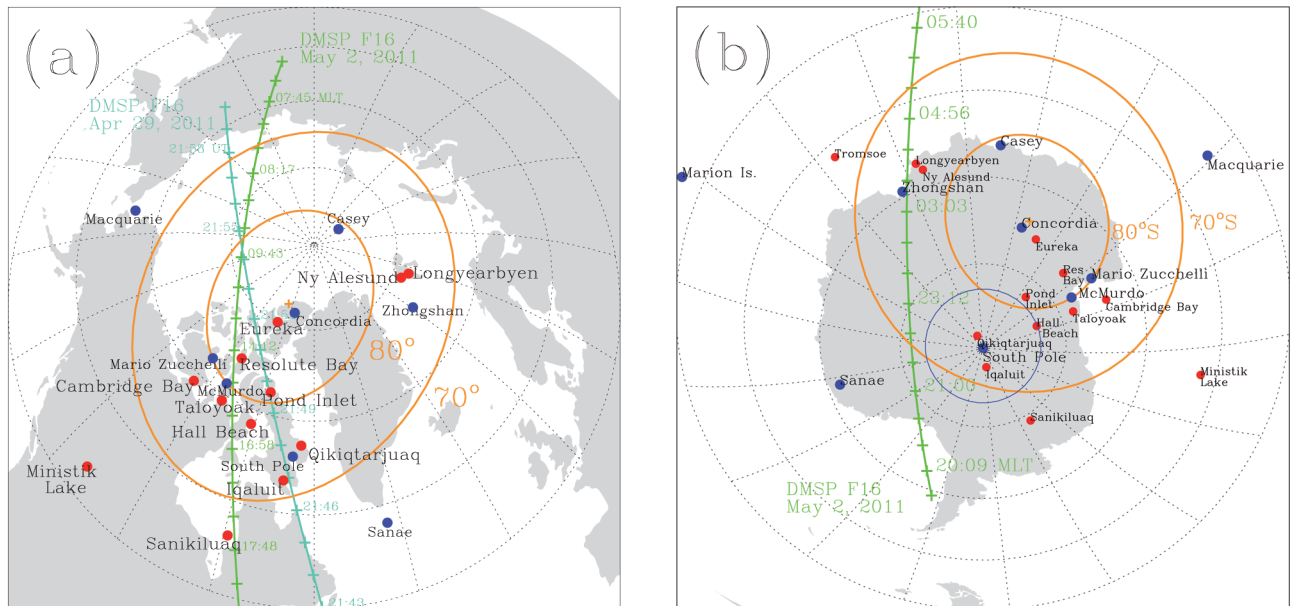 (a)
DMSP F16
May 2, 2011
07:45 MLT
DMSP F16
Apr 29, 2011
21:55 UT
08:17
Macquarie
21:52
Casey
09:43
Ny Alesund
Longyearbyen
Zhongshan
Eureka
Concordia
80°
Mario Zucchelli
Resolute Bay
Cambridge Bay
McMurdo
Pond Inlet
70°
Taloyoak
21:49
Hall Beach
16:58
Qikiqtarjuaq
South Pole
Ministik
Lake
Iqaluit
21:46
Sanae
Sanikiluaq
17:48
21:43
(b)
05:40
04:56
Casey
Tromsoe
Longyearbyen
Ny Alesund
Macquarie
Marion Is.
Zhongshan
03:03
Concordia
80°S
70°S
Eureka
Res
Bay
Mario Zucchelli
23:12
Pond
Inlet
McMurdo
Cambridge Bay
Taloyoak
Hall
Beach
Qikiqtarjuaq
South Pole
Iqaluit
Ministik
Lake
Sanae
21:00
Sanikiluaq
20:09 MLT
DMSP F16
May 2, 2011